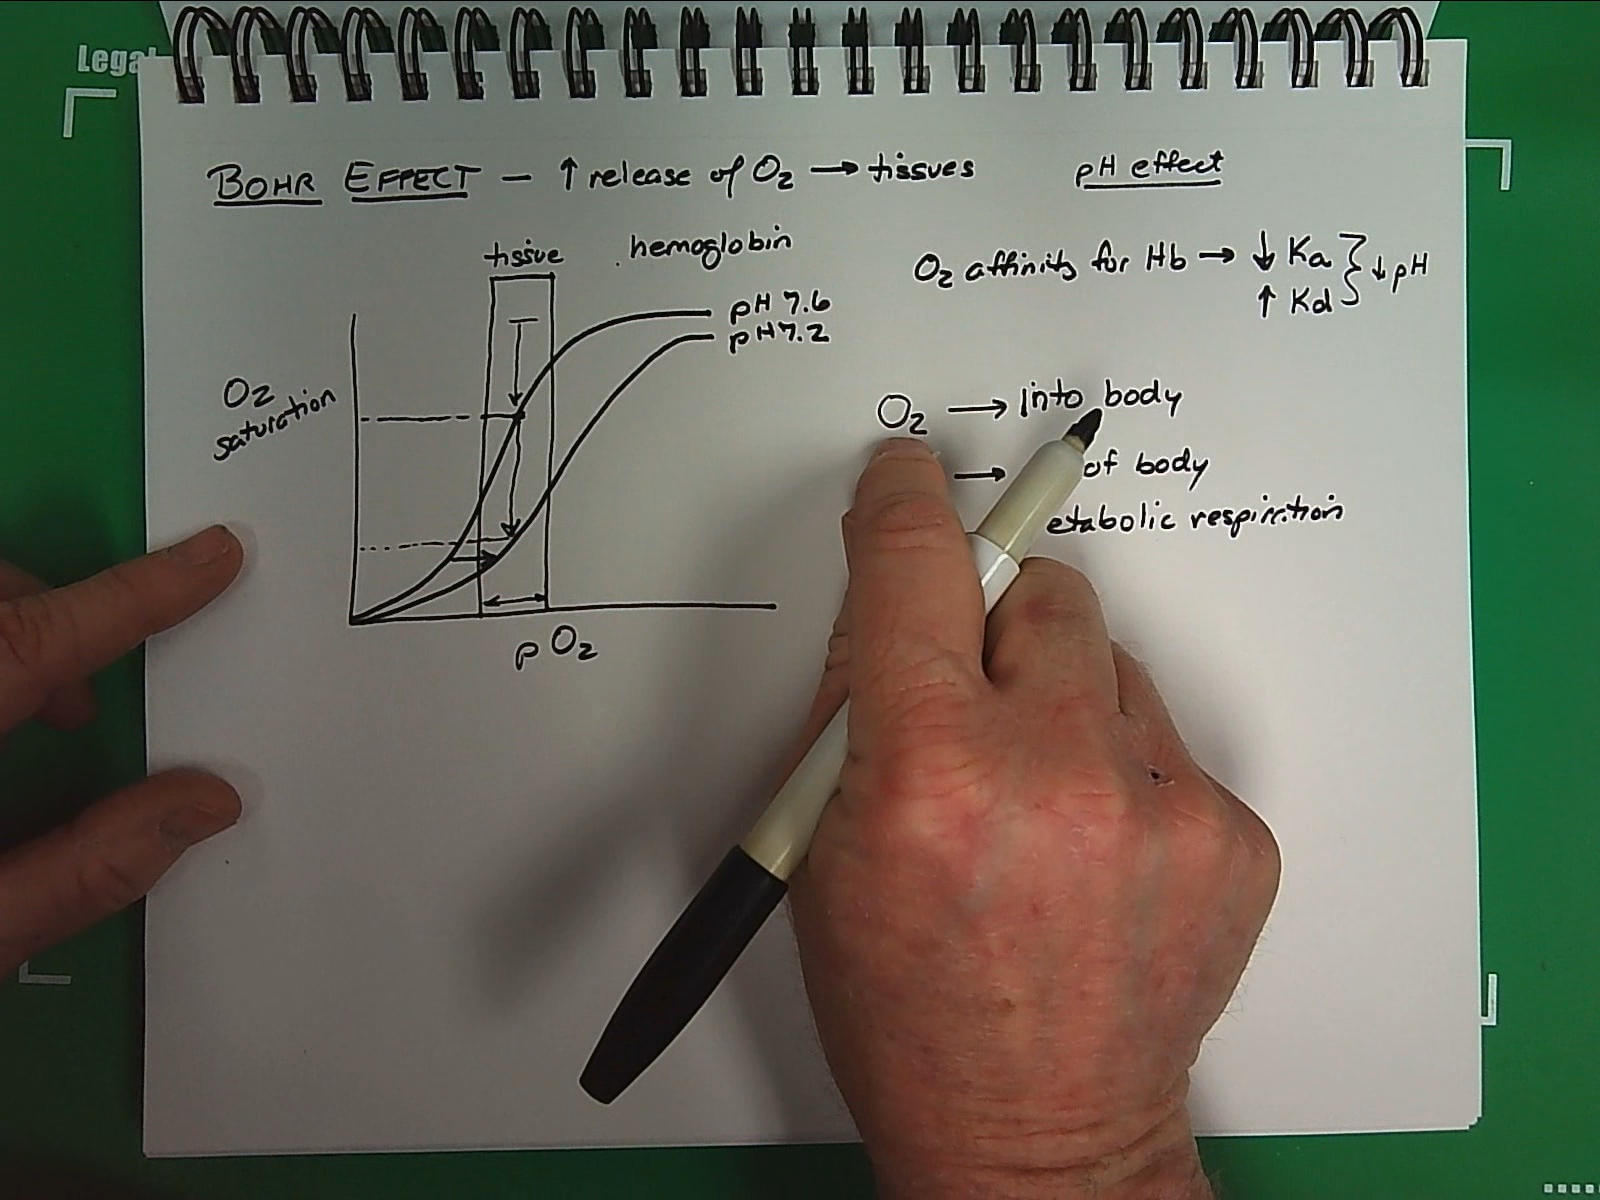 Legal
BOHR EFFECT — ↑ release of O₂ → tissues
pH effect
tissue
hemoglobin
pH 7.6
pH 7.2
O₂
saturation
pO₂
O₂ affinity for Hb → ↓ Ka } ↓ pH
↑ Kd
O₂ → into body
→ of body
etabolic respiration